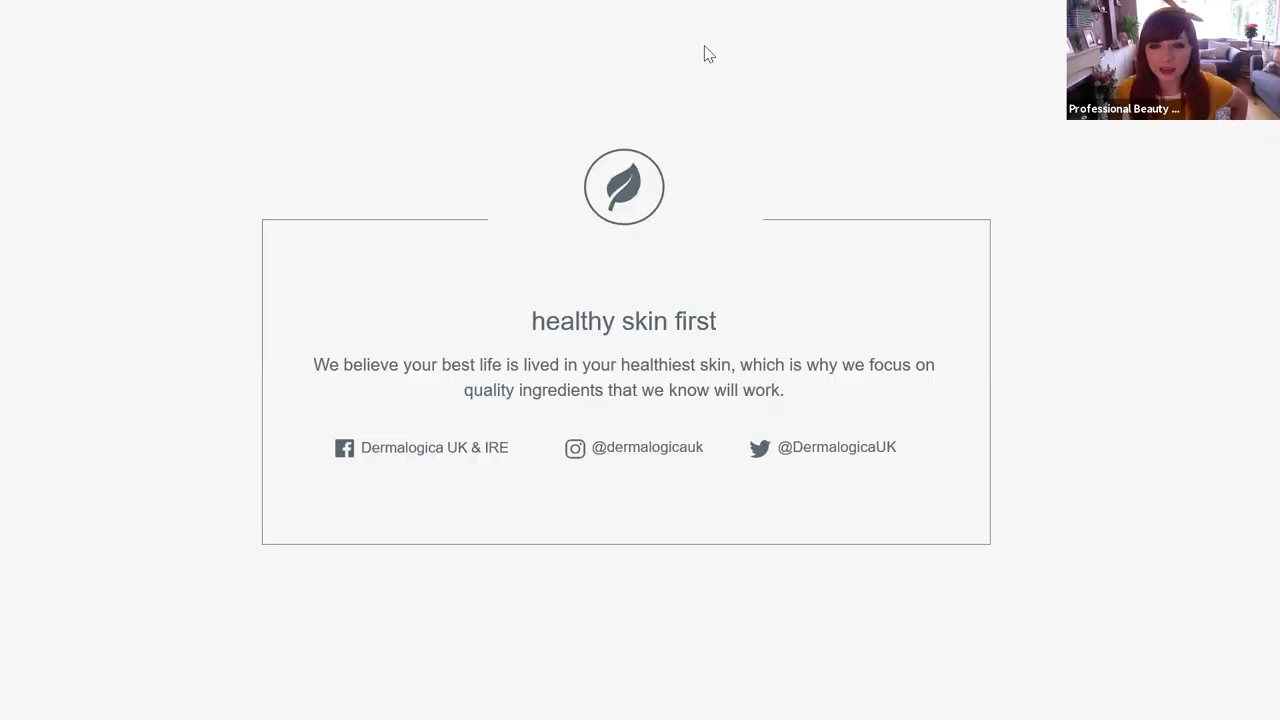 Professional Beauty ...
healthy skin first
We believe your best life is lived in your healthiest skin, which is why we focus on
quality ingredients that we know will work.
Dermalogica UK & IRE @dermalogicauk @DermalogicaUK